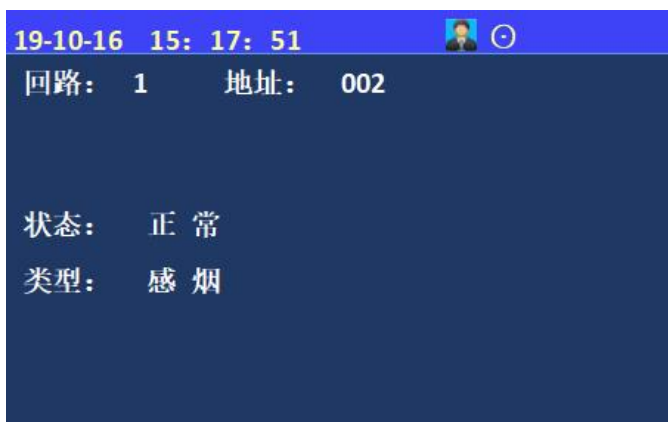 19-10-16 15：17：51
回路： 1 地址： 002
状态： 正 常
类型： 感 烟